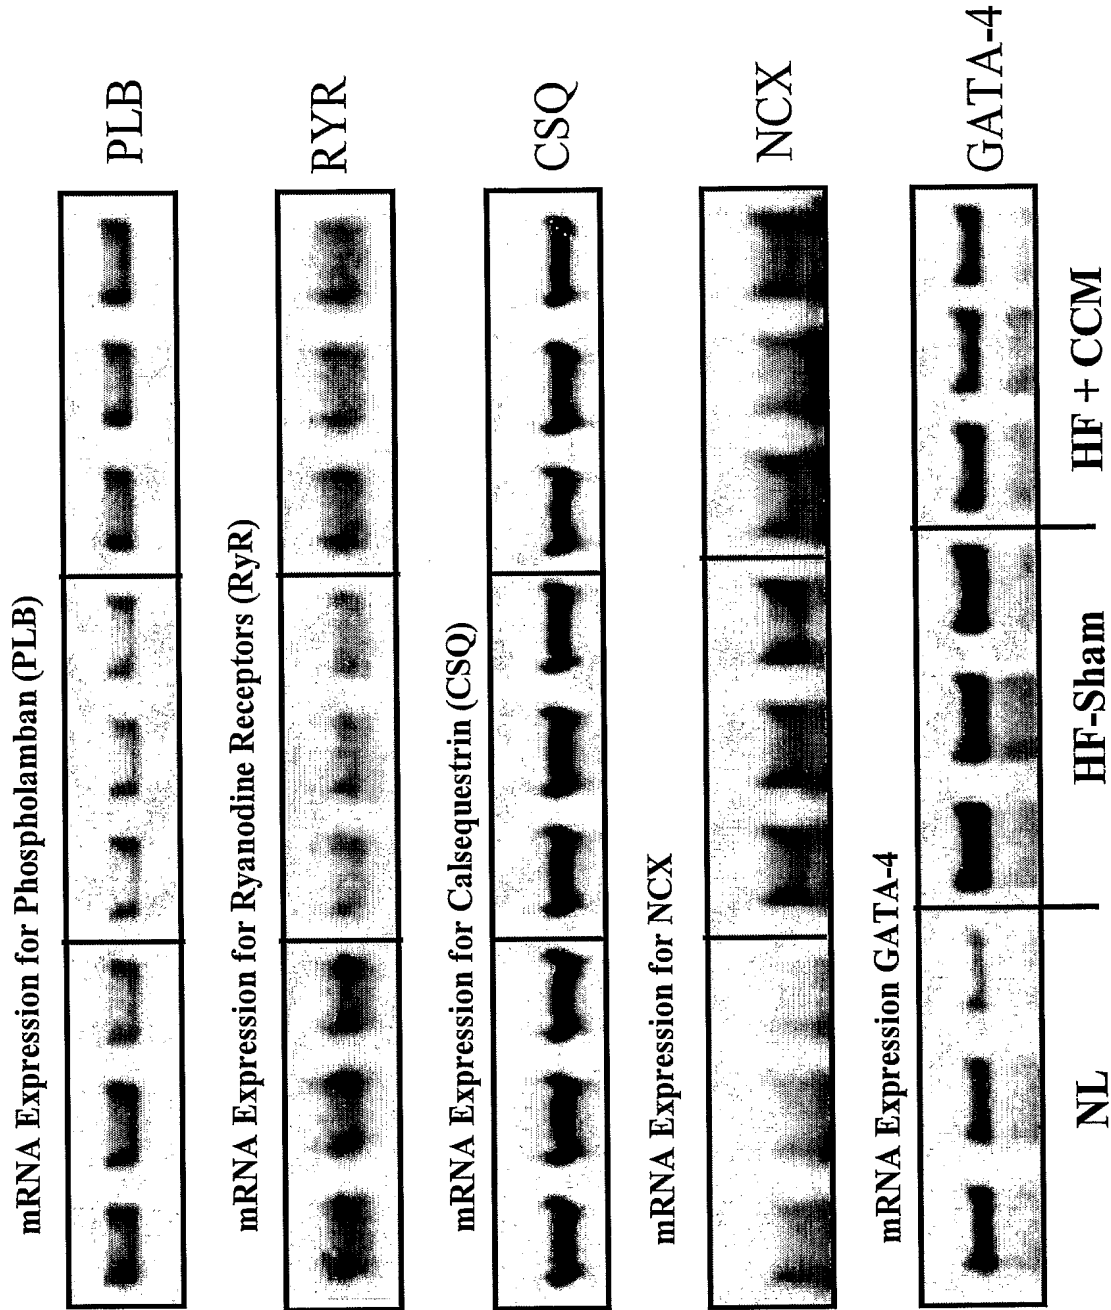 mRNA Expression for Phospholamban (PLB)
PLB
mRNA Expression for Ryanodine Receptors (RyR)
RYR
mRNA Expression for Calsequestrin (CSQ)
CSQ
mRNA Expression for NCX
NCX
mRNA Expression GATA-4
GATA-4
NL
HF-Sham
HF + CCM